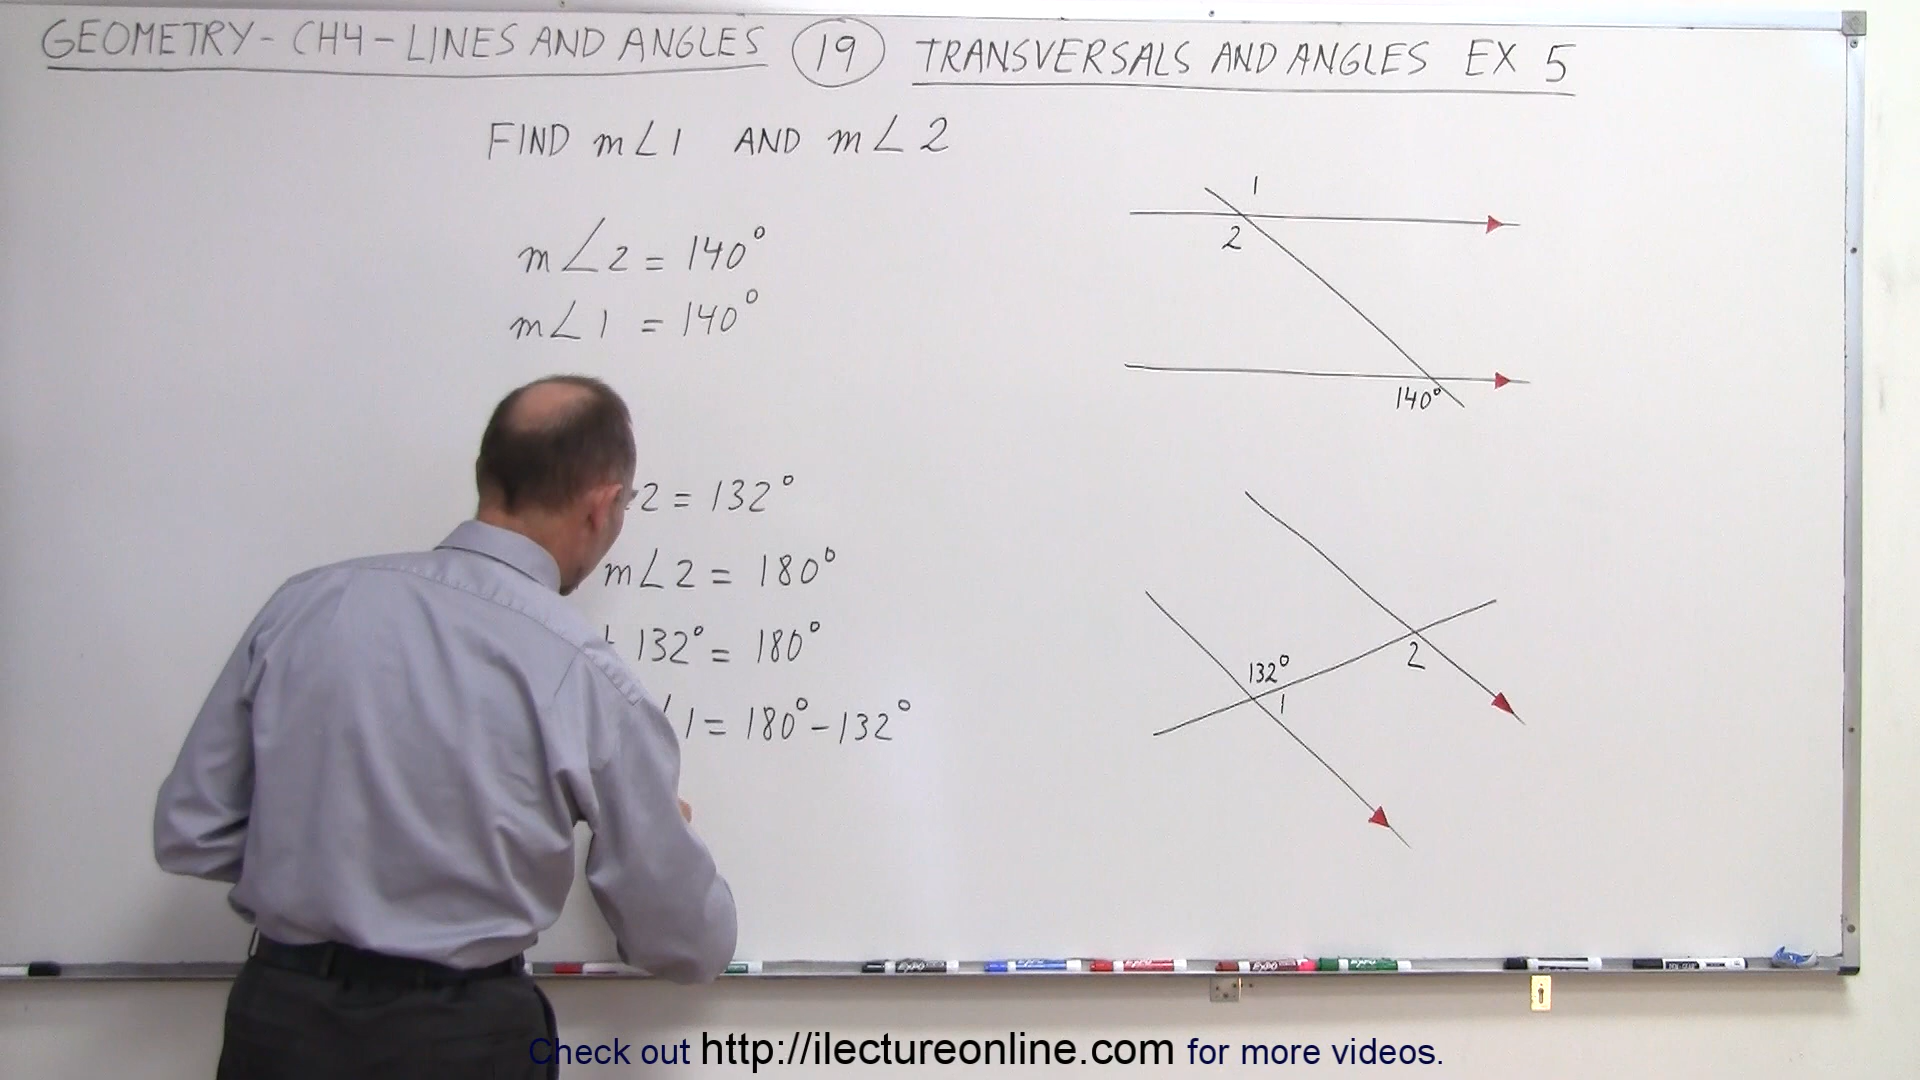 GEOMETRY - CH4 - LINES AND ANGLES 19 TRANSVERSALS AND ANGLES EX 5
FIND m∠1 AND m∠2
m∠2 = 140°
m∠1 = 140°
2 = 132°
m∠2 = 180°
132° = 180°
1 = 180° - 132°
1
2
140°
132°
1
2
Check out http://ilectureonline.com for more videos.